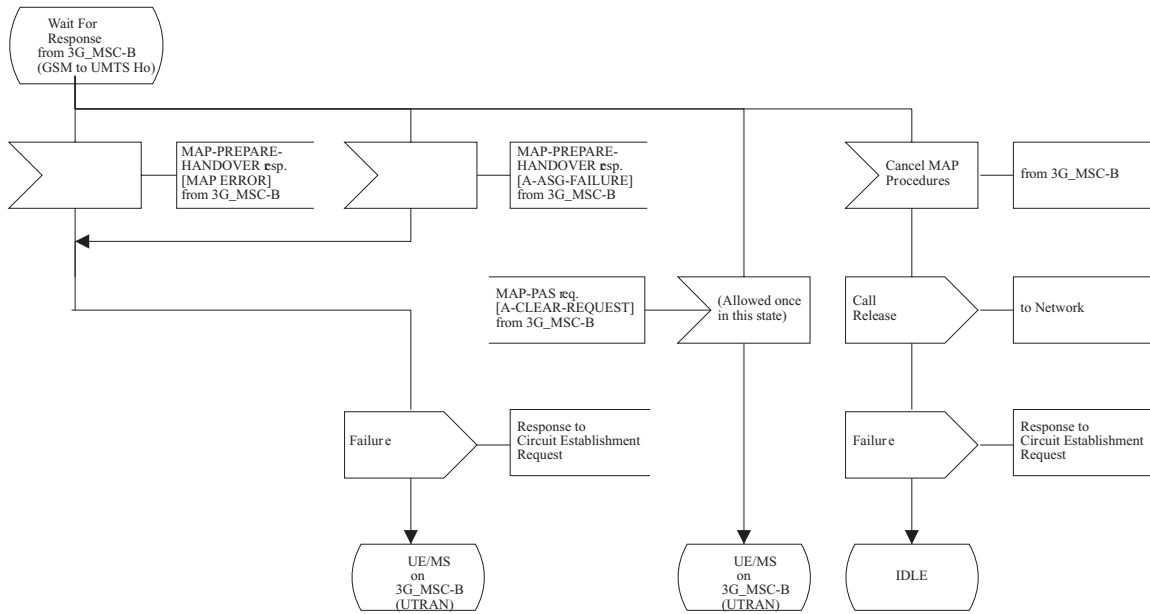 Wait For
Response
from 3G_MSC-B
(GSM to UMTS Ho)
MAP-PREPARE-
HANDOVER resp.
[MAP ERROR]
from 3G_MSC-B
MAP-PREPARE-
HANDOVER resp.
[A-ASG-FAILURE]
from 3G_MSC-B
Cancel MAP
Procedures
from 3G_MSC-B
MAP-PAS req.
[A-CLEAR-REQUEST]
from 3G_MSC-B
(Allowed once
in this state)
Call
Release
to Network
Failure
Response to
Circuit Establishment
Request
Failure
Response to
Circuit Establishment
Request
UE/MS
on
3G_MSC-B
(UTRAN)
UE/MS
on
3G_MSC-B
(UTRAN)
IDLE